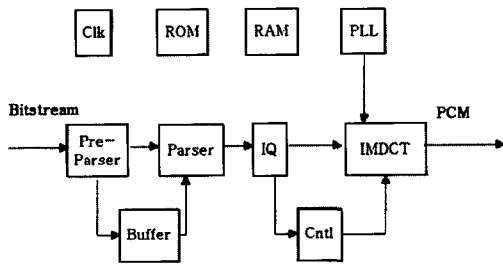 Clk ROM RAM PLL
Bitstream PCM
Pre-
Parser
Parser IQ IMDCT
Buffer Cntl